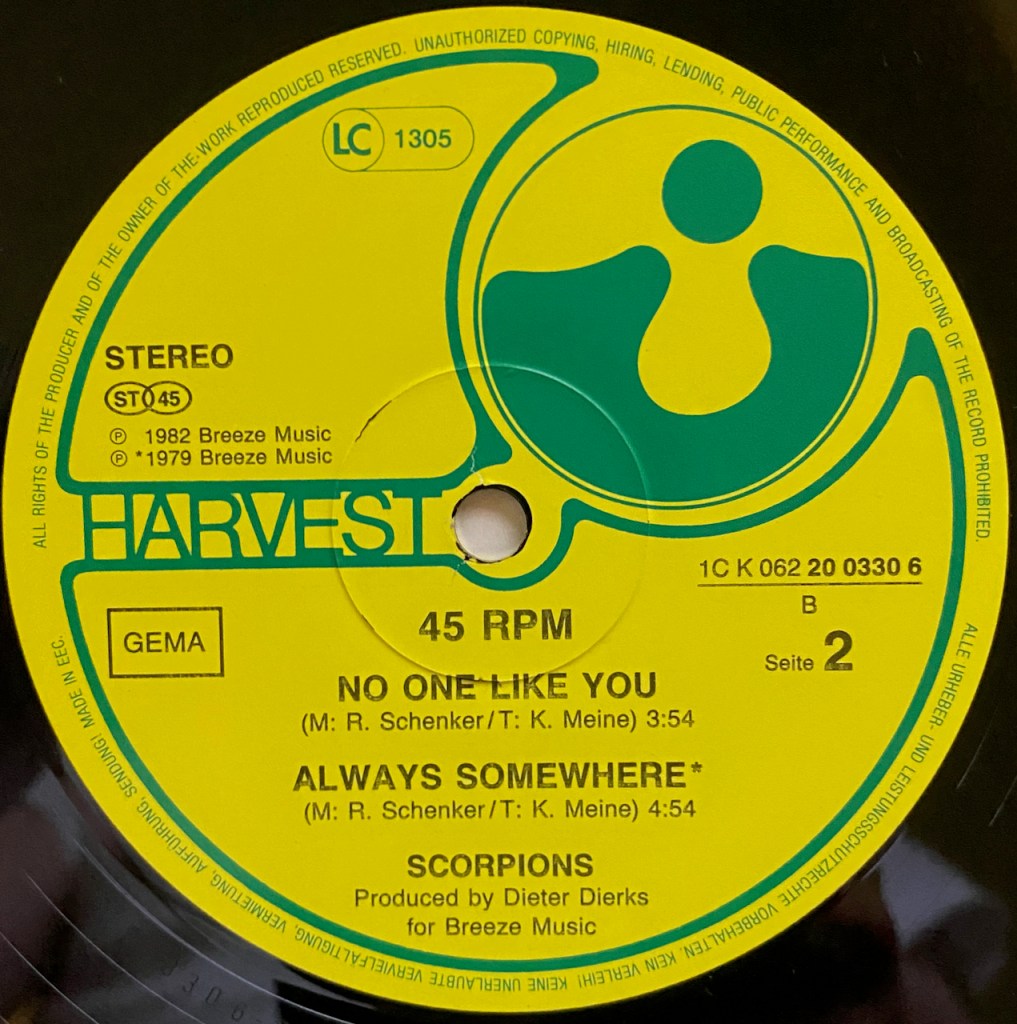 ALL RIGHTS OF THE PRODUCER AND OF THE OWNER OF THE WORK REPRODUCED RESERVED. UNAUTHORIZED COPYING, HIRING, LENDING, PUBLIC PERFORMANCE AND BROADCASTING OF THE RECORD PROHIBITED.
LC 1305
STEREO
ST 45
℗ 1982 Breeze Music
℗ *1979 Breeze Music
HARVEST
1C K 062 20 0330 6
B
Seite 2
GEMA
45 RPM
NO ONE LIKE YOU
(M: R. Schenker/T: K. Meine) 3:54
ALWAYS SOMEWHERE*
(M: R. Schenker/T: K. Meine) 4:54
SCORPIONS
Produced by Dieter Dierks
for Breeze Music
ALLE URHEBER- UND LEISTUNGSSCHUTZRECHTE VORBEHALTEN. KEIN VERLEIH! KEINE UNERLAUBTE VERVIELFÄLTIGUNG, VERMIETUNG, AUFFÜHRUNG, SENDUNG! MADE IN EEC.